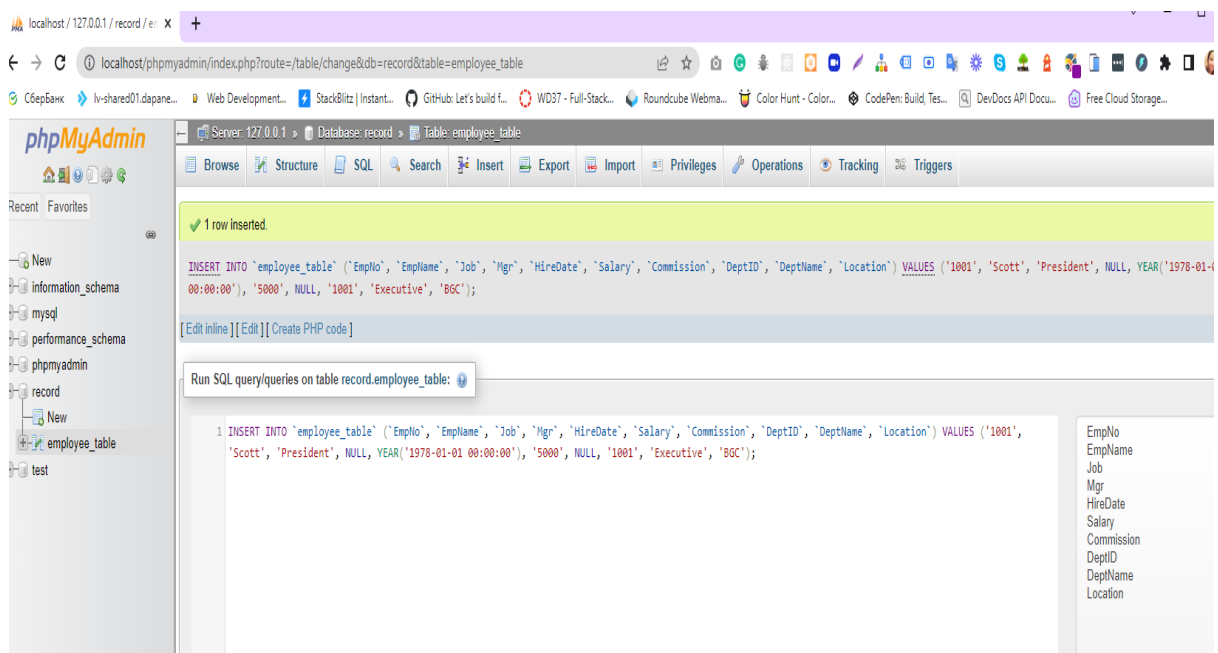 localhost / 127.0.0.1 / record / en
localhost/phpmyadmin/index.php?route=/table/change&db=record&table=employee_table
СберБанк lv-shared01.dapane... Web Development... StackBlitz | Instant... GitHub: Let's build f... WD37 - Full-Stack... Roundcube Webma... Color Hunt - Color... CodePen: Build, Tes... DevDocs API Docu... Free Cloud Storage...
phpMyAdmin
Recent Favorites
New
information_schema
mysql
performance_schema
phpmyadmin
record
New
employee_table
test
Server: 127.0.0.1 » Database: record » Table: employee_table
Browse Structure SQL Search Insert Export Import Privileges Operations Tracking Triggers
1 row inserted.
INSERT INTO `employee_table` (`EmpNo`, `EmpName`, `Job`, `Mgr`, `HireDate`, `Salary`, `Commission`, `DeptID`, `DeptName`, `Location`) VALUES ('1001', 'Scott', 'President', NULL, YEAR('1978-01-
00:00:00'), '5000', NULL, '1001', 'Executive', 'BGC');
[ Edit inline ] [ Edit ] [ Create PHP code ]
Run SQL query/queries on table record.employee_table:
1 INSERT INTO `employee_table` (`EmpNo`, `EmpName`, `Job`, `Mgr`, `HireDate`, `Salary`, `Commission`, `DeptID`, `DeptName`, `Location`) VALUES ('1001',
'Scott', 'President', NULL, YEAR('1978-01-01 00:00:00'), '5000', NULL, '1001', 'Executive', 'BGC');
EmpNo
EmpName
Job
Mgr
HireDate
Salary
Commission
DeptID
DeptName
Location